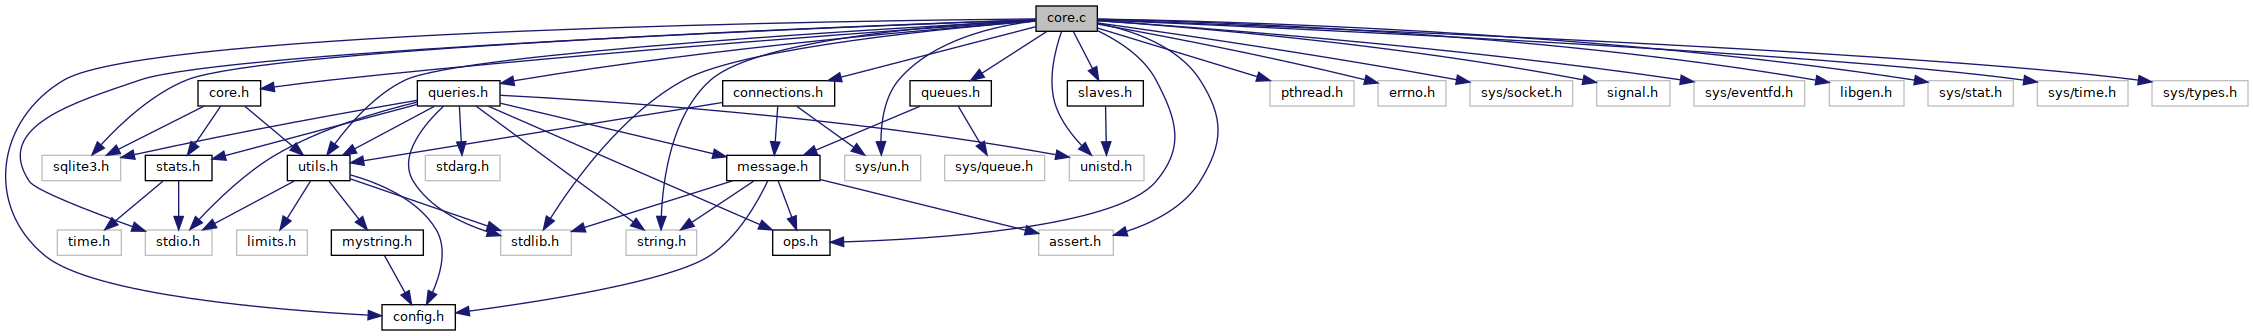 core.c
core.h
queries.h
connections.h
queues.h
slaves.h
pthread.h
errno.h
sys/socket.h
signal.h
sys/eventfd.h
libgen.h
sys/stat.h
sys/time.h
sys/types.h
sqlite3.h
stats.h
utils.h
stdarg.h
message.h
sys/un.h
sys/queue.h
unistd.h
time.h
stdio.h
limits.h
mystring.h
stdlib.h
string.h
ops.h
assert.h
config.h